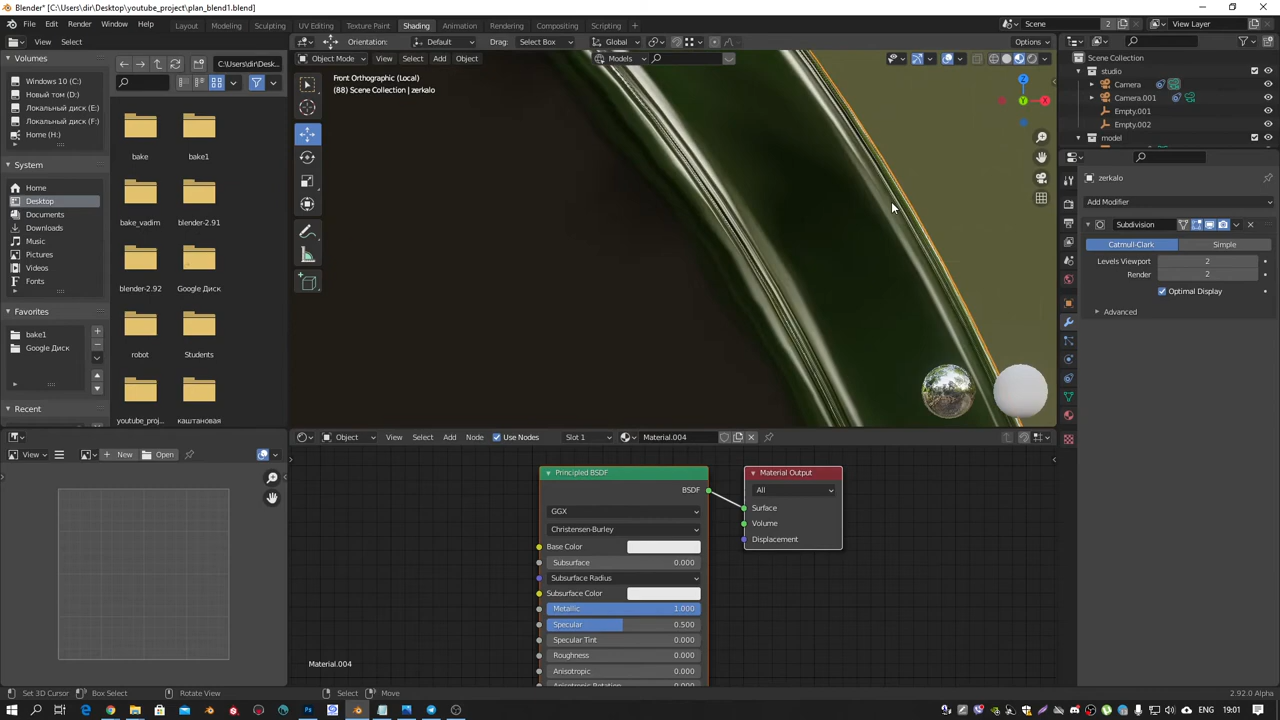 Blender* [C:\Users\dir\Desktop\youtube_project\plan_blend1.blend]
File Edit Render Window Help Layout Modeling Sculpting UV Editing Texture Paint Shading Animation Rendering Compositing Scripting + Scene 2 View Layer
View Select Orientation: Default Drag: Select Box Global Options
Volumes C:\Users\dir\Desk... Object Mode View Select Add Object Models Scene Collection
Windows 10 (C:) studio
Новый том (D:) Front Orthographic (Local) Camera
(88) Scene Collection | zerkalo Camera.001
Локальный диск (E:) Empty.001
Локальный диск (F:) Empty.002
Home (H:) model
bake bake1
System
Home zerkalo
Desktop
Documents Add Modifier
bake_vadim blender-2.91
Downloads Subdivision
Music Catmull-Clark Simple
Pictures Levels Viewport 2
Videos Render 2
Fonts blender-2.92 Google Диск Optimal Display
Favorites Advanced
bake1
Google Диск robot Students
Recent youtube_proj... каштановая
View New Open Object View Select Add Node Use Nodes Slot 1 Material.004
Principled BSDF Material Output
BSDF All
GGX Surface
Christensen-Burley Volume
Base Color Displacement
Subsurface 0.000
Subsurface Radius
Subsurface Color
Metallic 1.000
Specular 0.500
Specular Tint 0.000
Roughness 0.000
Material.004
Anisotropic 0.000
Anisotropic Rotation
Set 3D Cursor Box Select Rotate View Select Move 2.92.0 Alpha
ENG 19:01